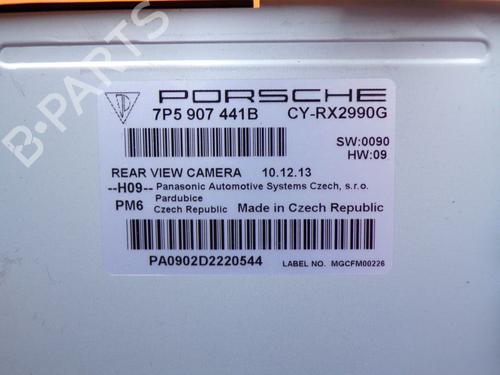 PORSCHE
7P5 907 441B CY-RX2990G
SW:0090
HW:09
REAR VIEW CAMERA 10.12.13
--H09-- Panasonic Automotive Systems Czech, s.r.o.
PM6 Pardubice
Czech Republic Made in Czech Republic
PA0902D2220544 LABEL NO. MGCFM00226
B-PARTS